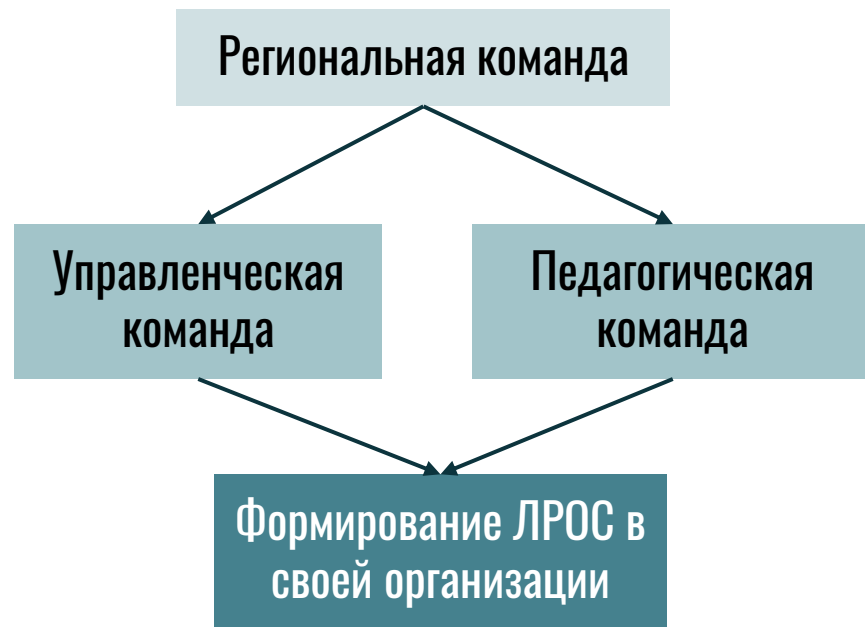 Региональная команда
Управленческая
команда
Педагогическая
команда
Формирование ЛРОС в
своей организации